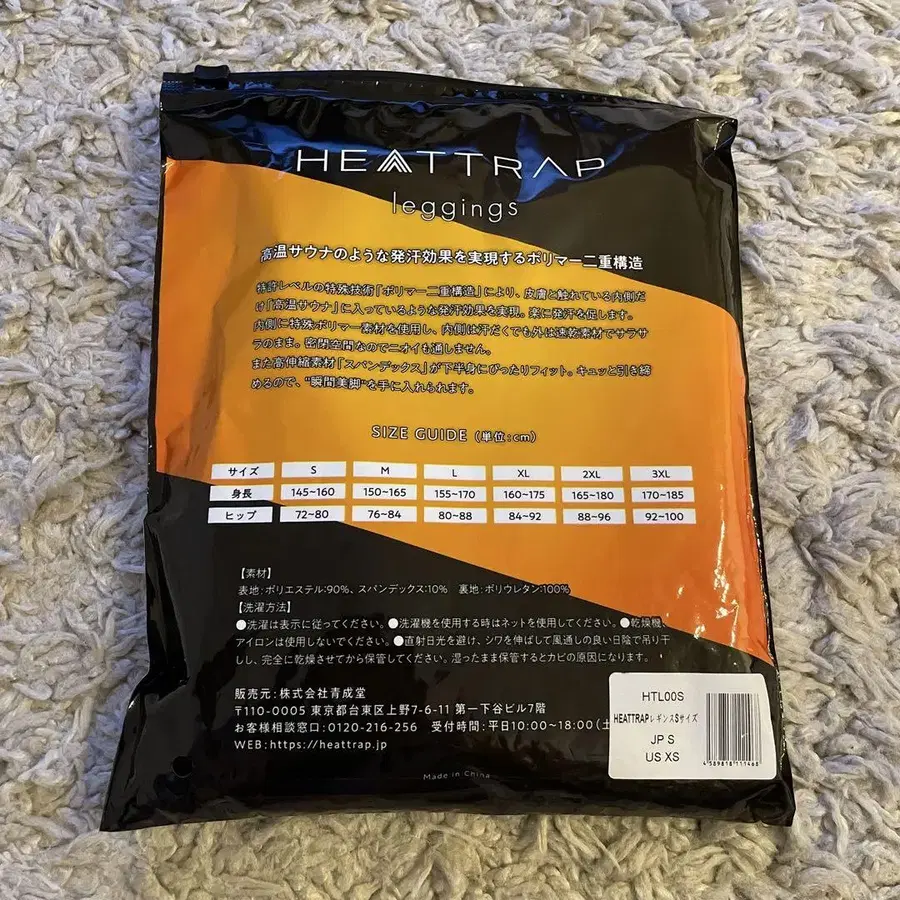 HEATTRAP
leggings
高温サウナのような発汗効果を実現するポリマー二重構造
特許レベルの特殊技術「ポリマー二重構造」により、皮膚と触れている内側だ
け「高温サウナ」に入っているような発汗効果を実現。楽に発汗を促します。
内側に特殊ポリマー素材を使用し、内側は汗だくでも外は速乾素材でサラサ
ラのまま。密閉空間なのでニオイも通しません。
また高伸縮素材「スパンデックス」が下半身にぴったりフィット。キュッと引き締
めるので、"瞬間美脚"を手に入れられます。
SIZE GUIDE（単位:cm）
サイズ S M L XL 2XL 3XL
身長 145~160 150~165 155~170 160~175 165~180 170~185
ヒップ 72~80 76~84 80~88 84~92 88~96 92~100
【素材】
表地:ポリエステル:90%、スパンデックス:10% 裏地:ポリウレタン:100%
【洗濯方法】
●洗濯は表示に従ってください。●洗濯機を使用する時はネットを使用してください。●乾燥機、
アイロンは使用しないでください。●直射日光を避け、シワを伸ばして風通しの良い日陰で吊り干
しし、完全に乾燥させてから保管してください。湿ったまま保管するとカビの原因になります。
販売元:株式会社青成堂
〒110-0005 東京都台東区上野7-6-11 第一下谷ビル7階
お客様相談窓口:0120-216-256 受付時間:平日10:00~18:00(土
WEB:https://heattrap.jp
Made in China
HTL00S
HEATTRAPレギンスSサイズ
JP S
US XS
4589818111468